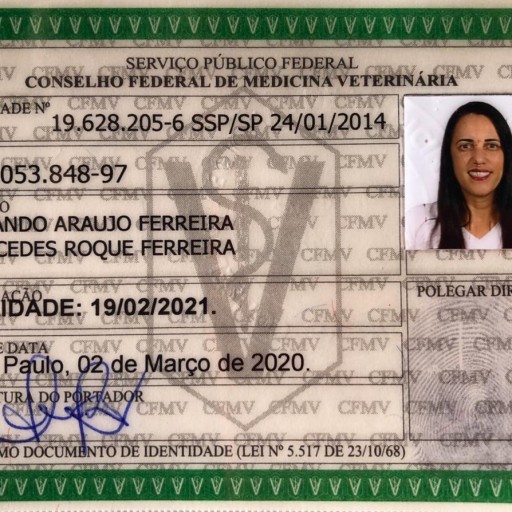 SERVIÇO PÚBLICO FEDERAL
CONSELHO FEDERAL DE MEDICINA VETERINÁRIA
ADE Nº
19.628.205-6 SSP/SP 24/01/2014
053.848-97
O
ANDO ARAUJO FERREIRA
CEDES ROQUE FERREIRA
AÇÃO
IDADE: 19/02/2021.
POLEGAR DIR
E DATA
Paulo, 02 de Março de 2020.
TURA DO PORTADOR
MO DOCUMENTO DE IDENTIDADE (LEI Nº 5.517 DE 23/10/68)